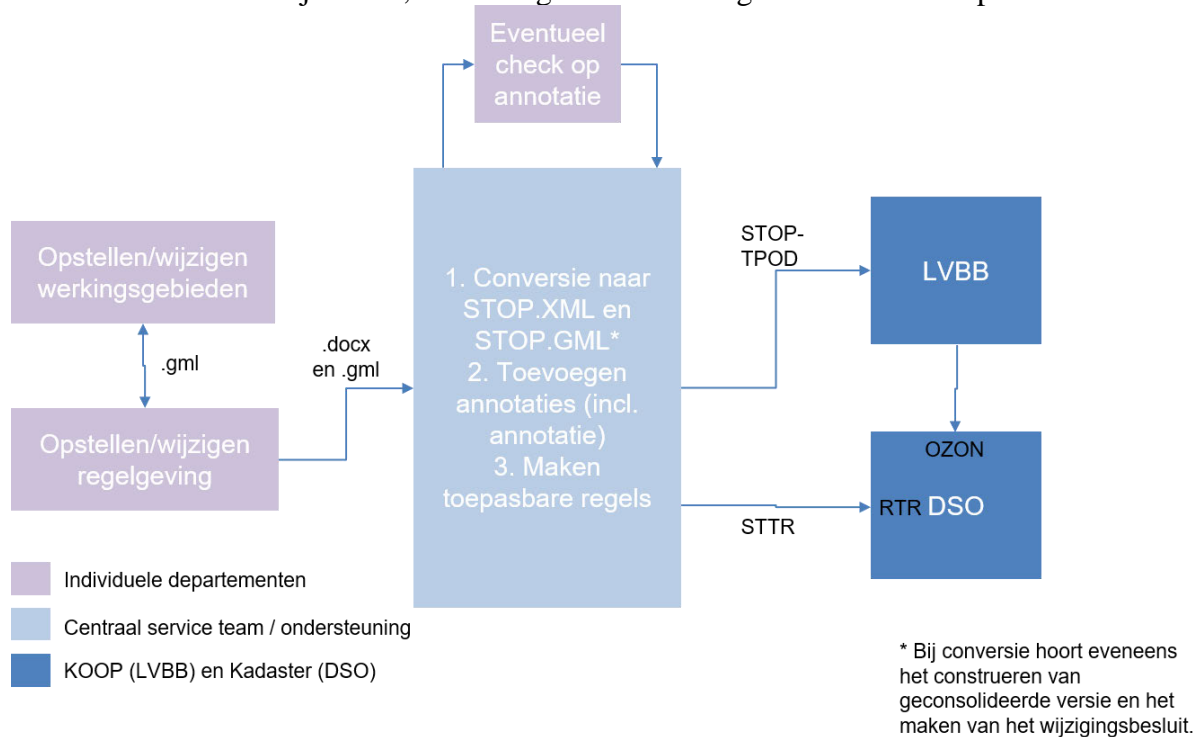 Eventueel
check op
annotatie
Opstellen/wijzigen
werkingsgebieden
.gml
Opstellen/wijzigen
regelgeving
.docx
en .gml
1. Conversie naar
STOP.XML en
STOP.GML*
2. Toevoegen
annotaties (incl.
annotatie)
3. Maken
toepasbare regels
STOP-
TPOD
LVBB
STTR
OZON
RTR DSO
Individuele departementen
Centraal service team / ondersteuning
KOOP (LVBB) en Kadaster (DSO)
* Bij conversie hoort eveneens
het construeren van
geconsolideerde versie en het
maken van het wijzigingsbesluit.